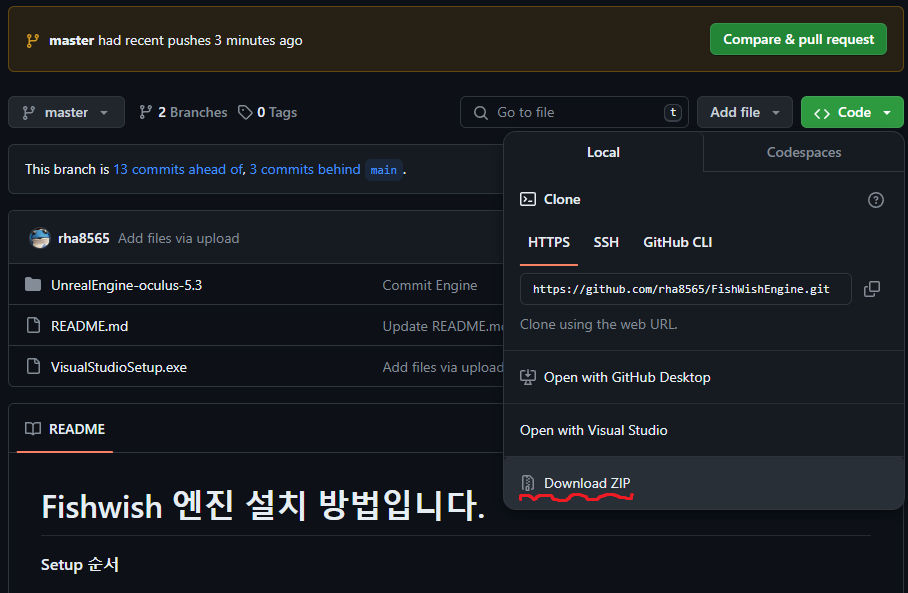 master had recent pushes 3 minutes ago
Compare & pull request
master
2 Branches
0 Tags
Go to file
t
Add file
<> Code
This branch is 13 commits ahead of, 3 commits behind main .
Local
Codespaces
Clone
HTTPS
SSH
GitHub CLI
https://github.com/rha8565/FishWishEngine.git
Clone using the web URL.
Open with GitHub Desktop
Open with Visual Studio
Download ZIP
rha8565 Add files via upload
UnrealEngine-oculus-5.3
Commit Engine
README.md
Update README.m
VisualStudioSetup.exe
Add files via upload
README
Fishwish 엔진 설치 방법입니다.
Setup 순서